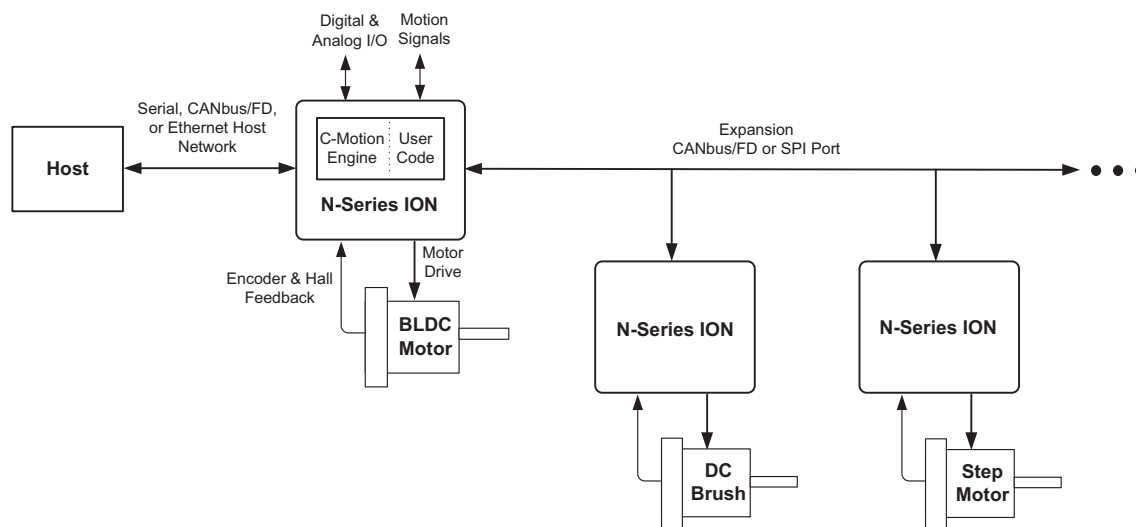 Digital &
Analog I/O
Motion
Signals
Serial, CANbus/FD,
or Ethernet Host
Network
Host
C-Motion
Engine
User
Code
N-Series ION
Expansion
CANbus/FD or SPI Port
Encoder & Hall
Feedback
Motor
Drive
BLDC
Motor
N-Series ION
N-Series ION
DC
Brush
Step
Motor